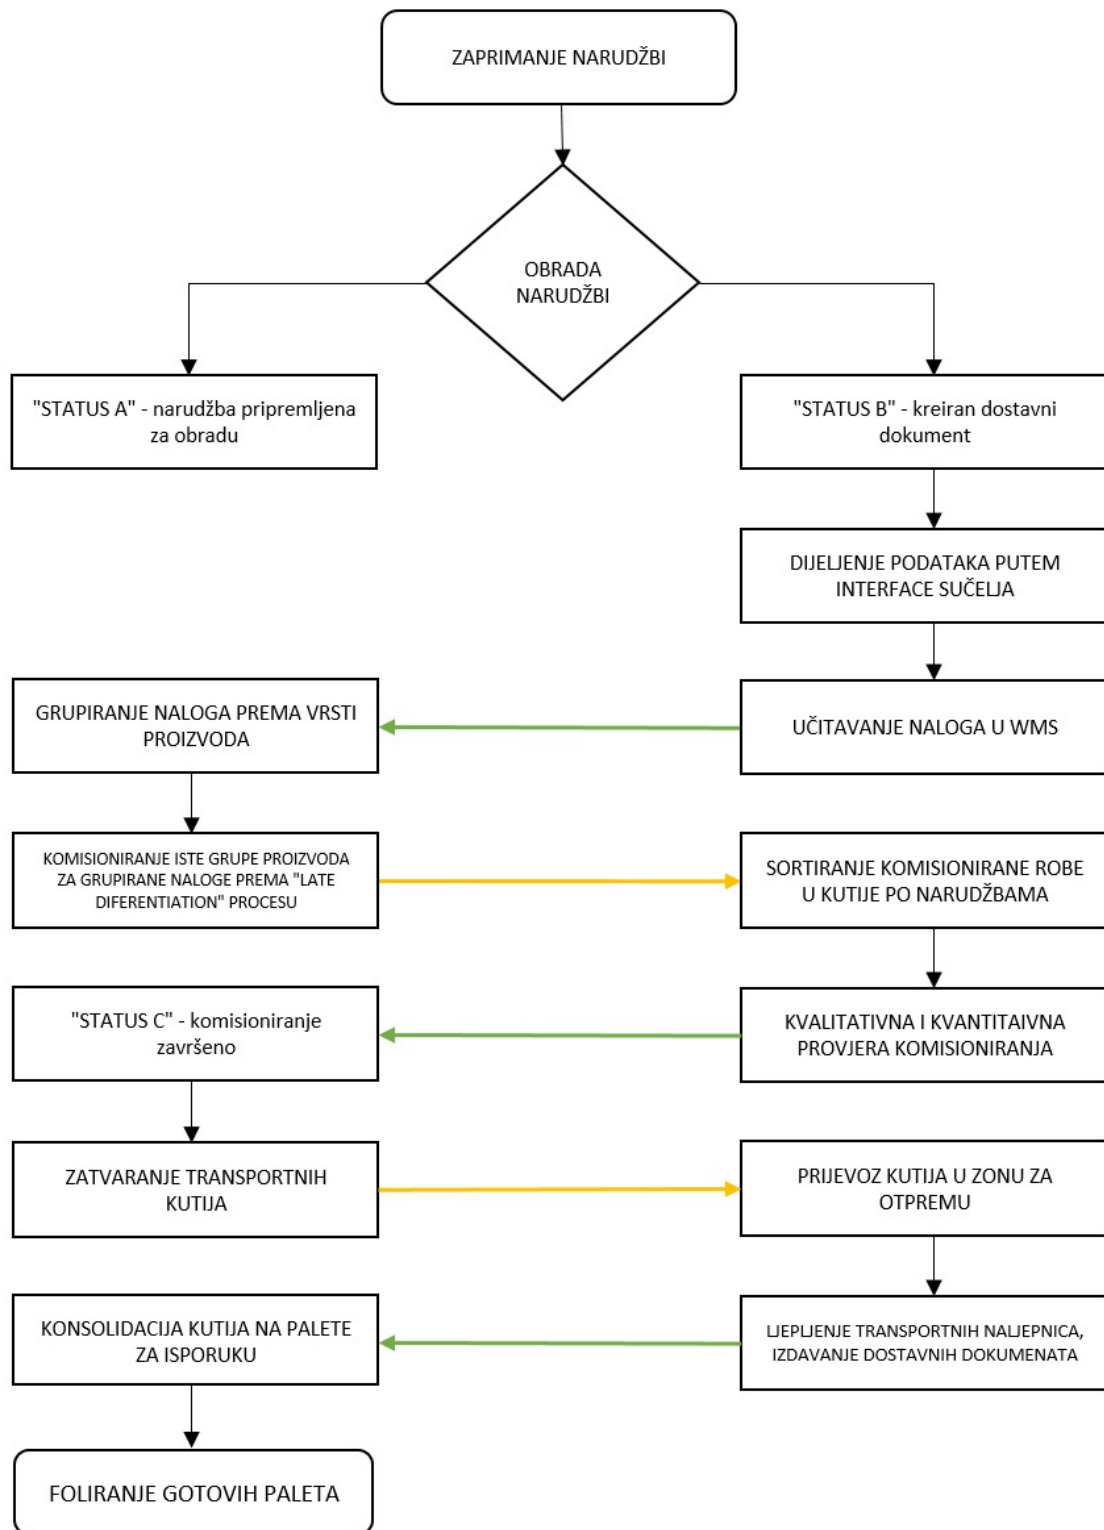 ZAPRIMANJE NARUDŽBI
OBRADA
NARUDŽBI
"STATUS A" - narudžba pripremljena
za obradu
"STATUS B" - kreiran dostavni
dokument
DIJELJENJE PODATAKA PUTEM
INTERFACE SUČELJA
UČITAVANJE NALOGA U WMS
GRUPIRANJE NALOGA PREMA VRSTI
PROIZVODA
KOMISIONIRANJE ISTE GRUPE PROIZVODA
ZA GRUPIRANE NALOGE PREMA "LATE
DIFERENTIATION" PROCESU
SORTIRANJE KOMISIONIRANE ROBE
U KUTIJE PO NARUDŽBAMA
KVALITATIVNA I KVANTITAIVNA
PROVJERA KOMISIONIRANJA
"STATUS C" - komisioniranje
završeno
ZATVARANJE TRANSPORTNIH
KUTIJA
PRIJEVOZ KUTIJA U ZONU ZA
OTPREMU
LJEPLJENJE TRANSPORTNIH NALJEPNICA,
IZDAVANJE DOSTAVNIH DOKUMENATA
KONSOLIDACIJA KUTIJA NA PALETE
ZA ISPORUKU
FOLIRANJE GOTOVIH PALETA